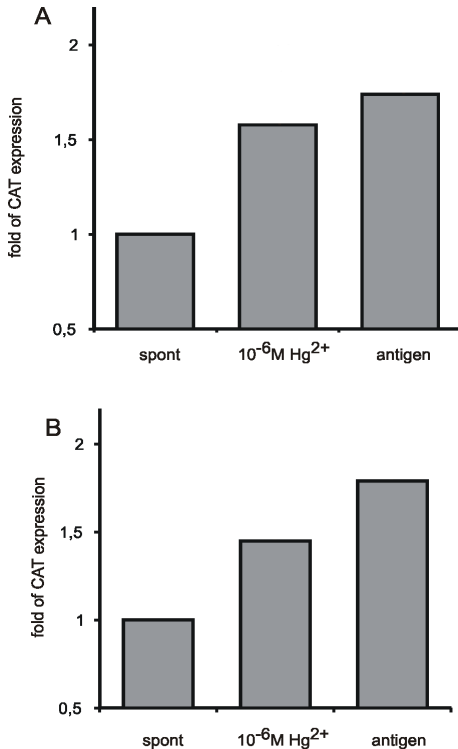 A
fold of CAT expression
2
1,5
1
0,5
spont
10-6M Hg2+
antigen
B
fold of CAT expression
2
1,5
1
0,5
spont
10-6M Hg2+
antigen